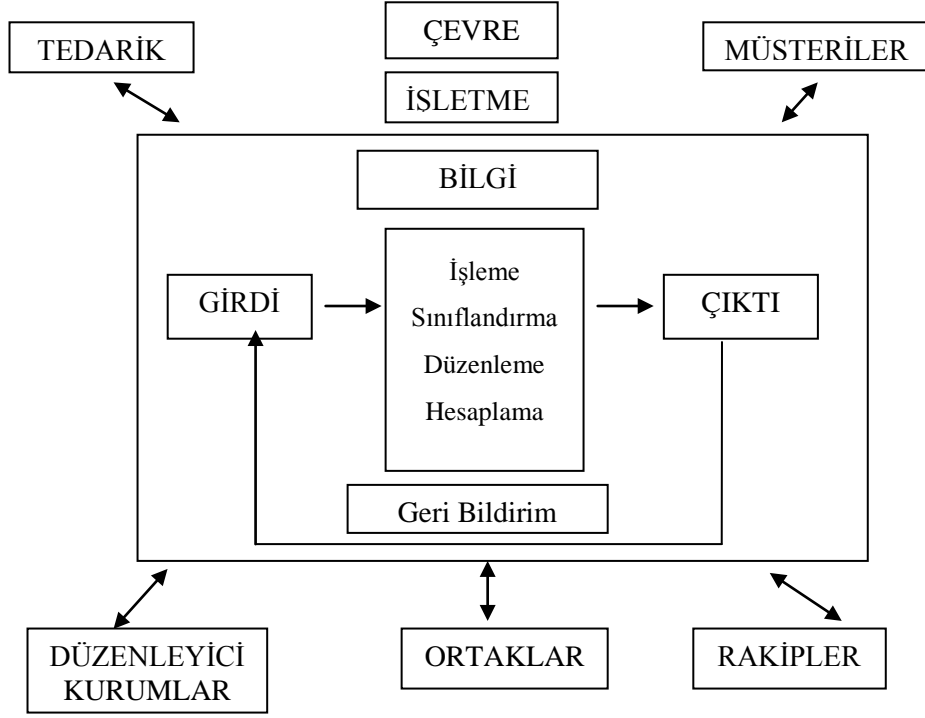 TEDARİK
ÇEVRE
MÜSTERİLER
İŞLETME
BİLGİ
GİRDİ
İşleme
Sınıflandırma
Düzenleme
Hesaplama
ÇIKTI
Geri Bildirim
DÜZENLEYİCİ
KURUMLAR
ORTAKLAR
RAKİPLER